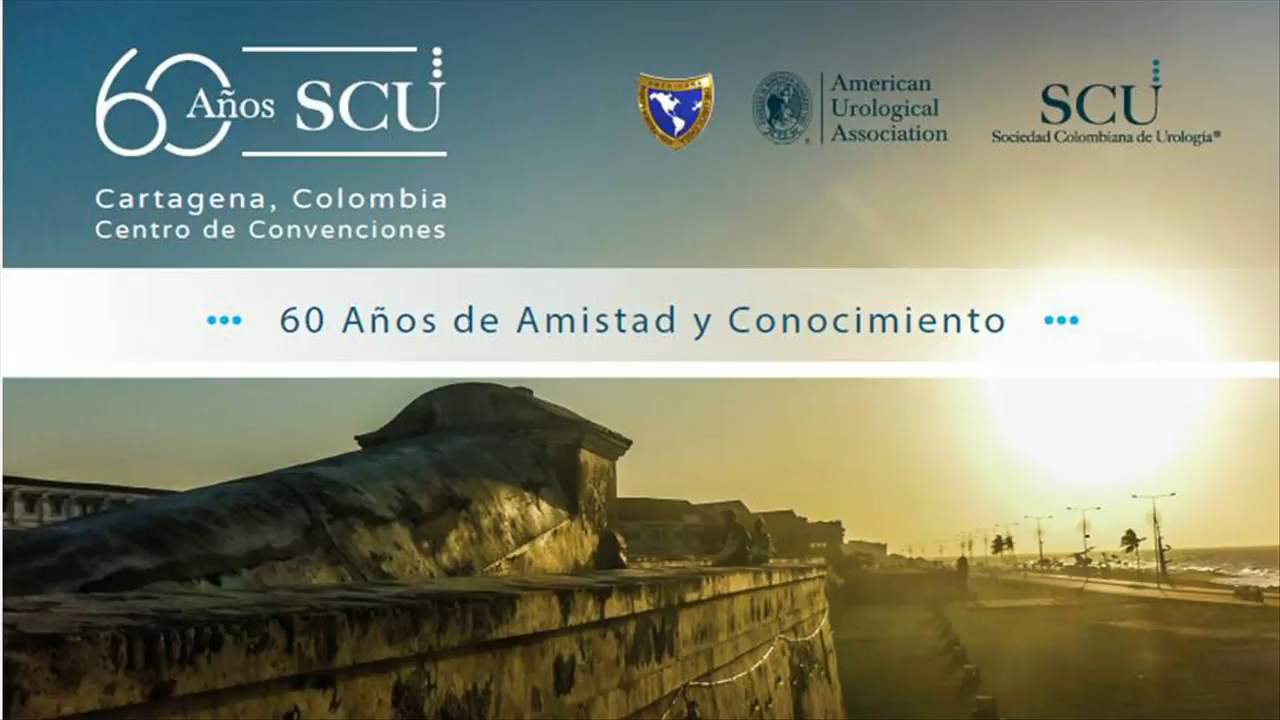 60 Años SCU
Cartagena, Colombia
Centro de Convenciones
American
Urological
Association
SCU
Sociedad Colombiana de Urología®
60 Años de Amistad y Conocimiento